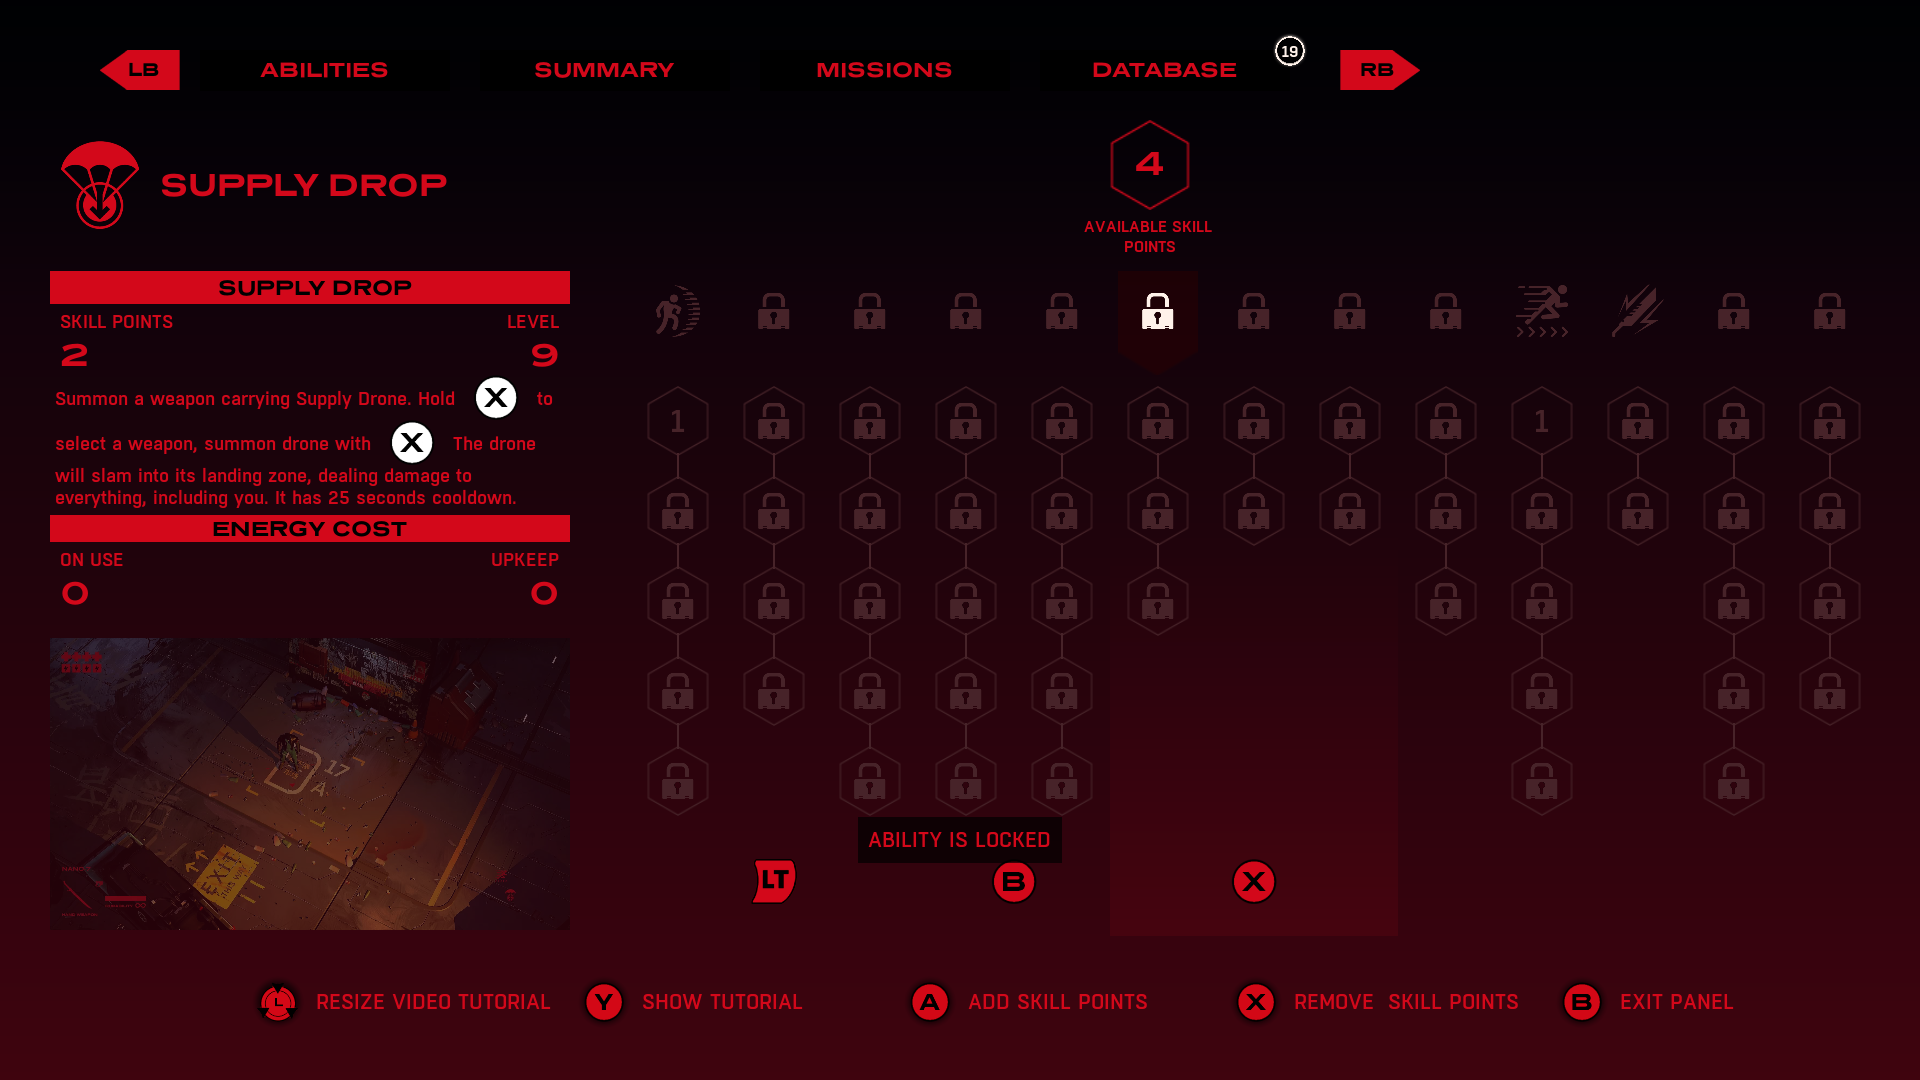 LB
ABILITIES
SUMMARY
MISSIONS
DATABASE
19
RB
SUPPLY DROP
4
AVAILABLE SKILL
POINTS
SUPPLY DROP
SKILL POINTS
LEVEL
2
9
Summon a weapon carrying Supply Drone. Hold X to
select a weapon, summon drone with X The drone
will slam into its landing zone, dealing damage to
everything, including you. It has 25 seconds cooldown.
ENERGY COST
ON USE
UPKEEP
0
0
1
1
17
A
EXIT
ABILITY IS LOCKED
LT
B
X
L RESIZE VIDEO TUTORIAL
Y SHOW TUTORIAL
A ADD SKILL POINTS
X REMOVE SKILL POINTS
B EXIT PANEL